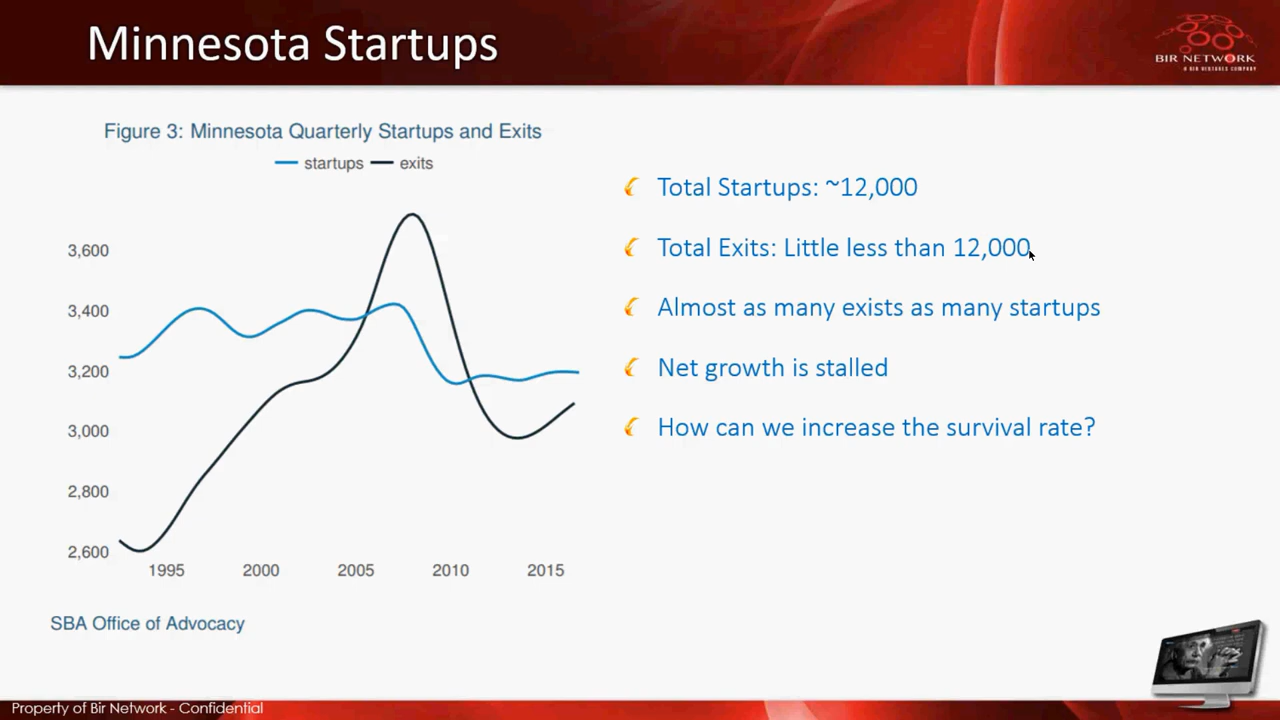 Minnesota Startups
BIR NETWORK
A BIR VENTURES COMPANY
Figure 3: Minnesota Quarterly Startups and Exits
startups exits
3,600
3,400
3,200
3,000
2,800
2,600
1995 2000 2005 2010 2015
SBA Office of Advocacy
Total Startups: ~12,000
Total Exits: Little less than 12,000
Almost as many exists as many startups
Net growth is stalled
How can we increase the survival rate?
Property of Bir Network - Confidential